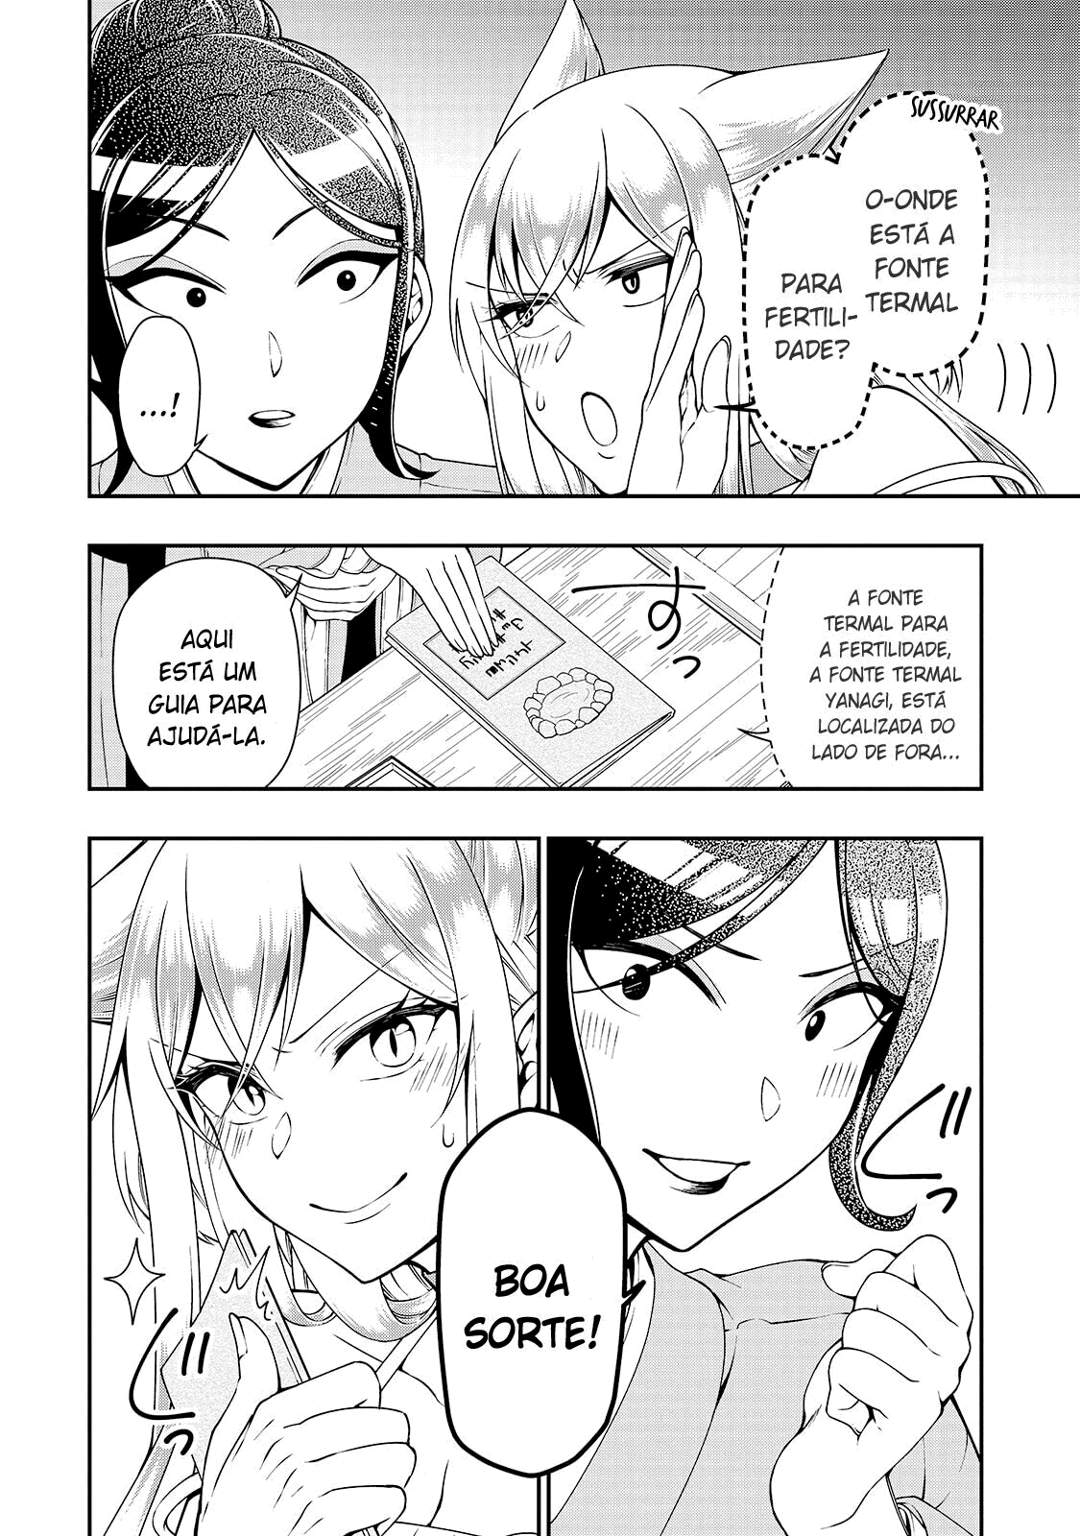 SUSSURRAR
O-ONDE
ESTÁ A
FONTE
TERMAL
PARA
FERTILI-
DADE?
...!
A FONTE
TERMAL PARA
A FERTILIDADE,
A FONTE TERMAL
YANAGI, ESTÁ
LOCALIZADA DO
LADO DE FORA...
AQUI
ESTÁ UM
GUIA PARA
AJUDÁ-LA.
BOA
SORTE!